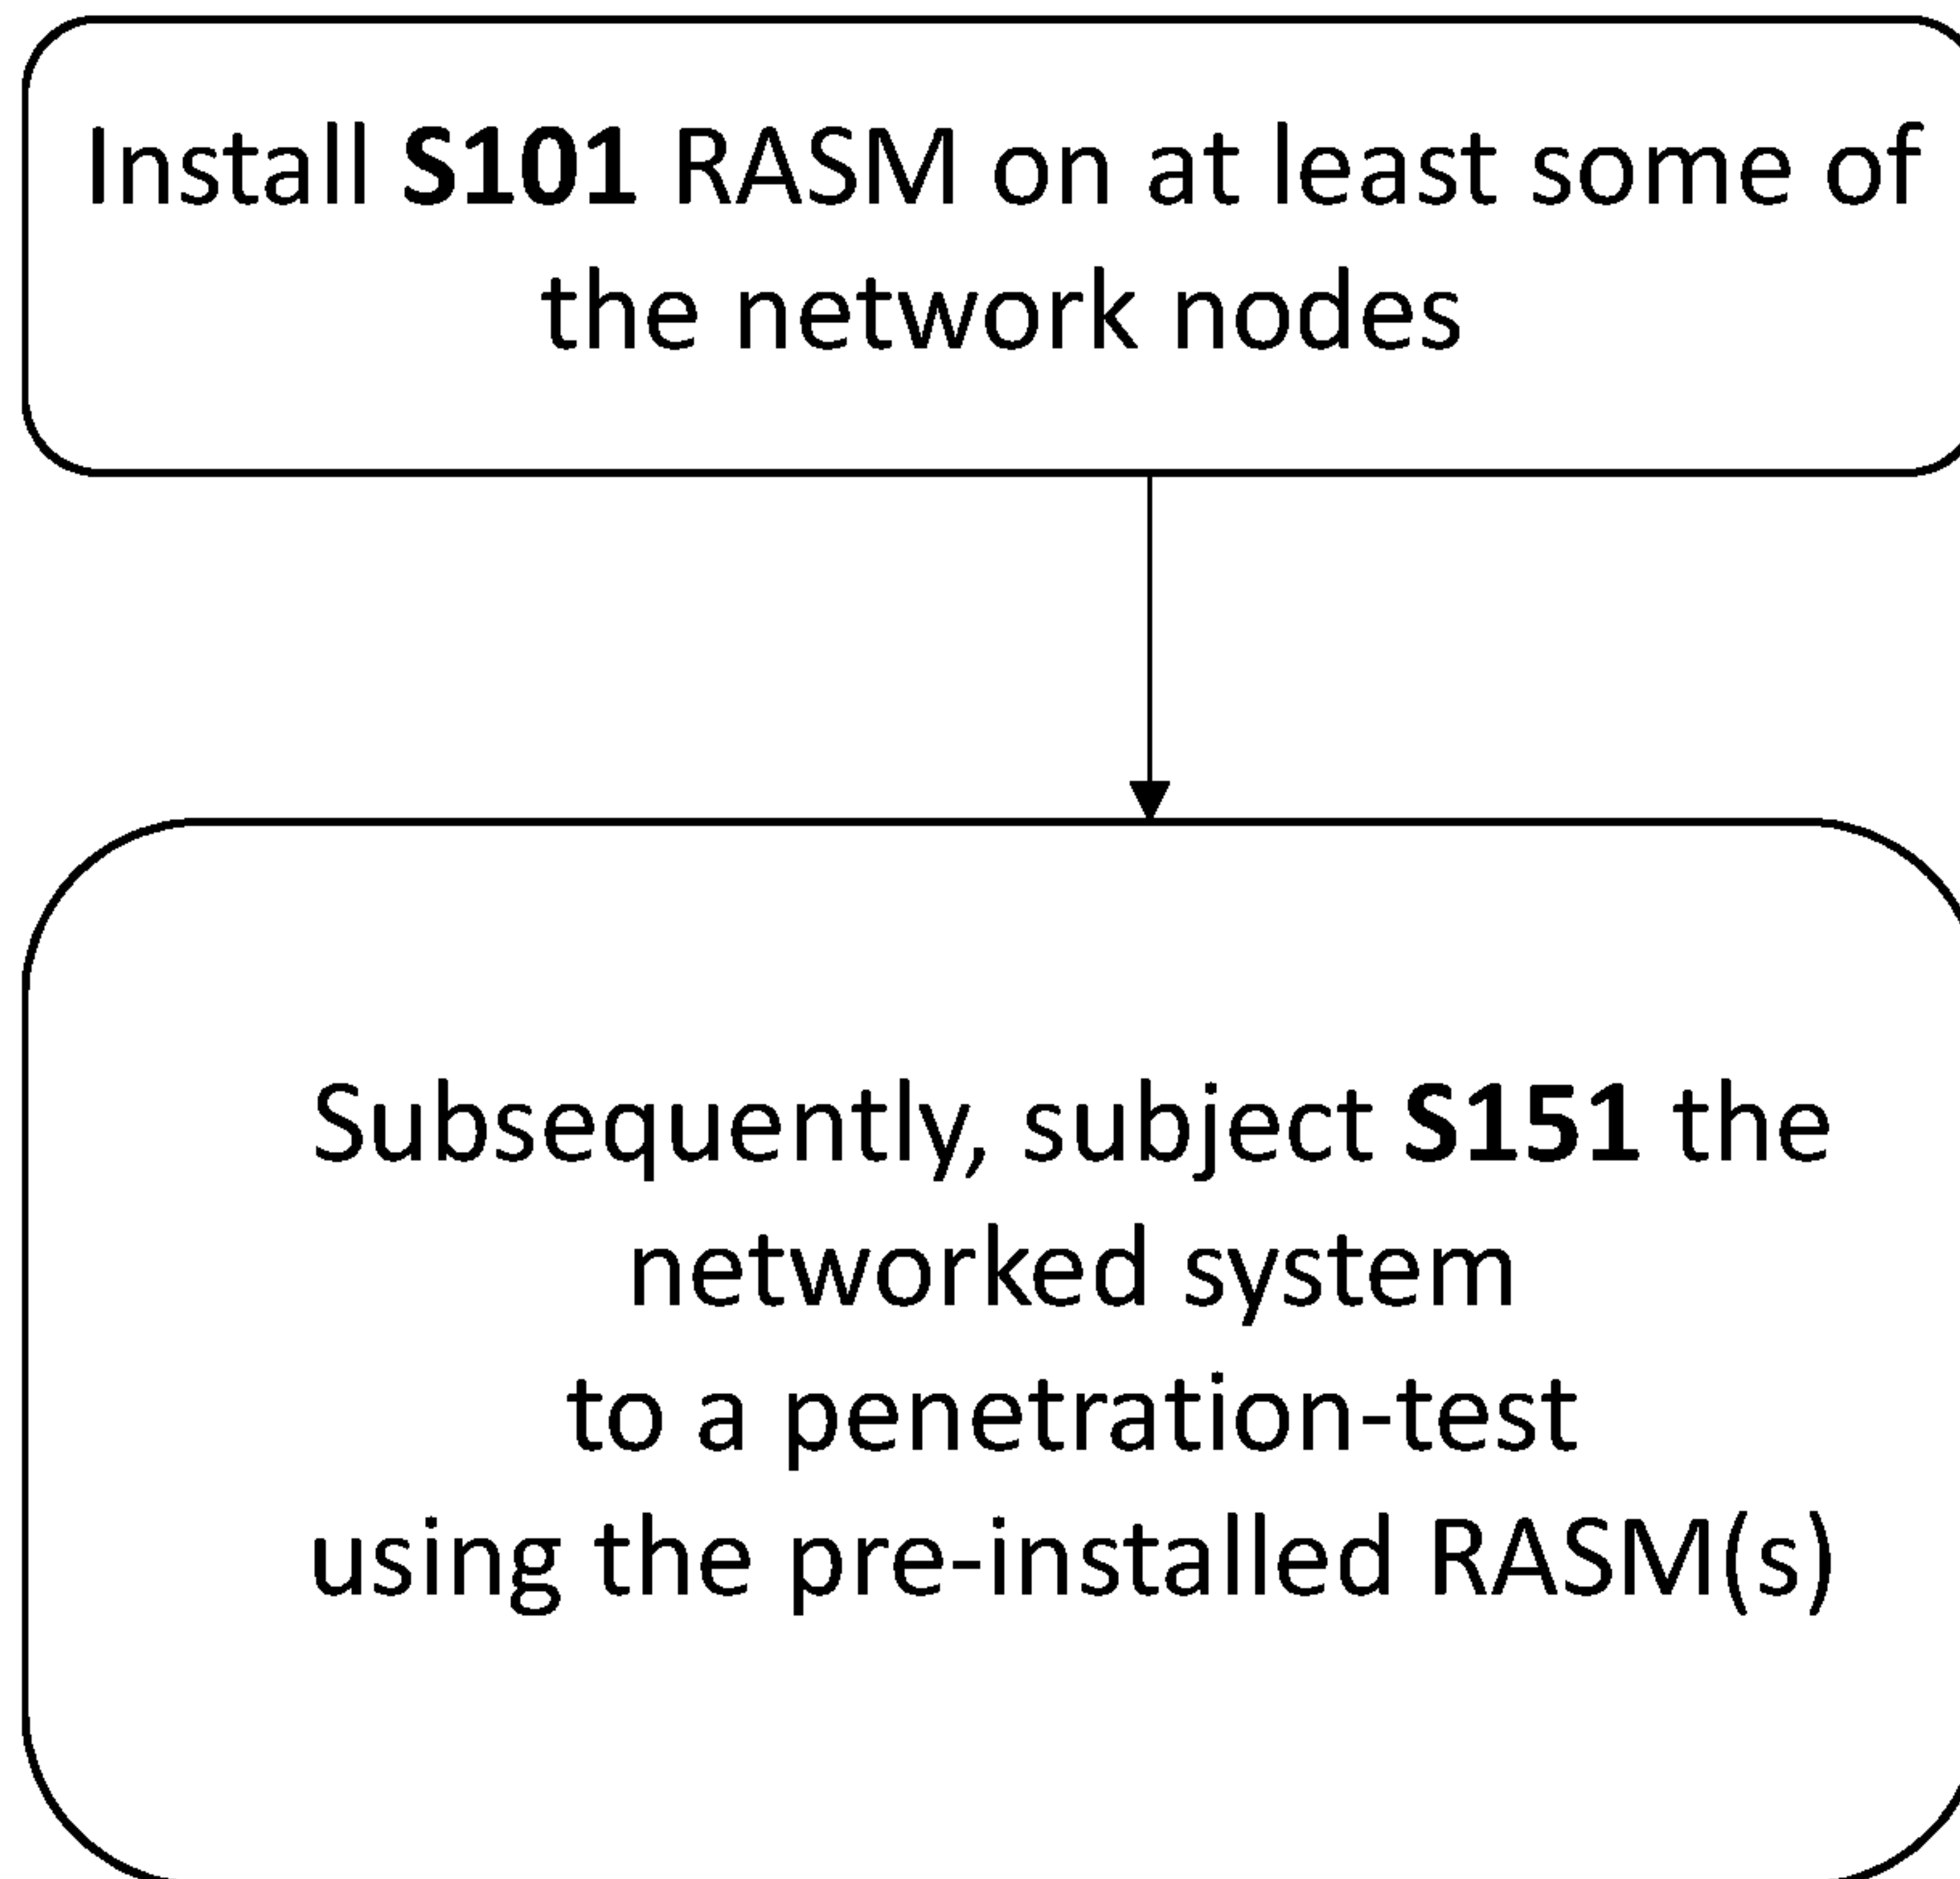 Install S101 RASM on at least some of
the network nodes
Subsequently, subject S151 the
networked system
to a penetration-test
using the pre-installed RASM(s)